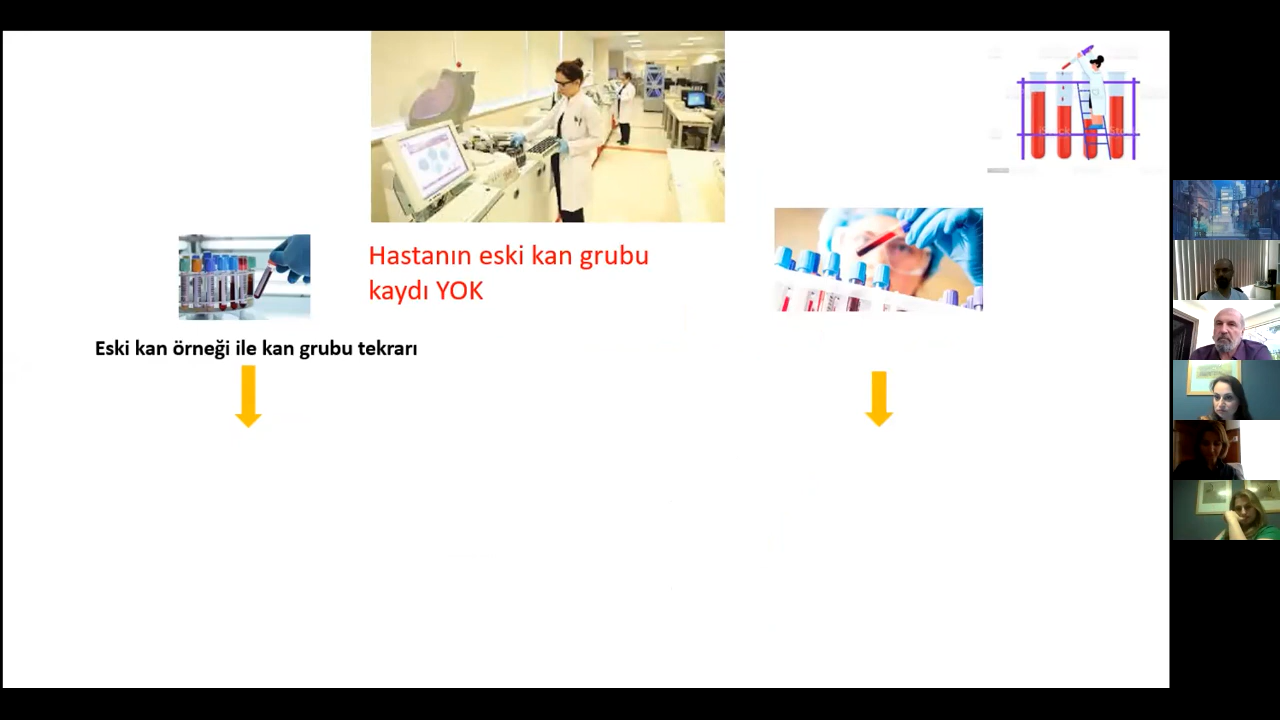 Hastanın eski kan grubu
kaydı YOK
Eski kan örneği ile kan grubu tekrarı